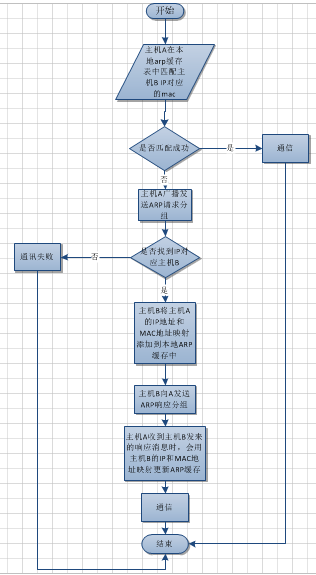 开始
主机A在本
地arp缓存
表中匹配主
机B IP对应
的mac
是否匹配成功
是
通信
否
主机A广播发
送ARP请求分
组
是否找到IP对
应主机B
否
通讯失败
是
主机B将主机A
的IP地址和
MAC地址映射
添加到本地ARP
缓存中
主机B向A发送
ARP响应分组
主机A收到主机B发来
的响应消息时，会用
主机B的IP和MAC地
址映射更新ARP缓存
通信
结束